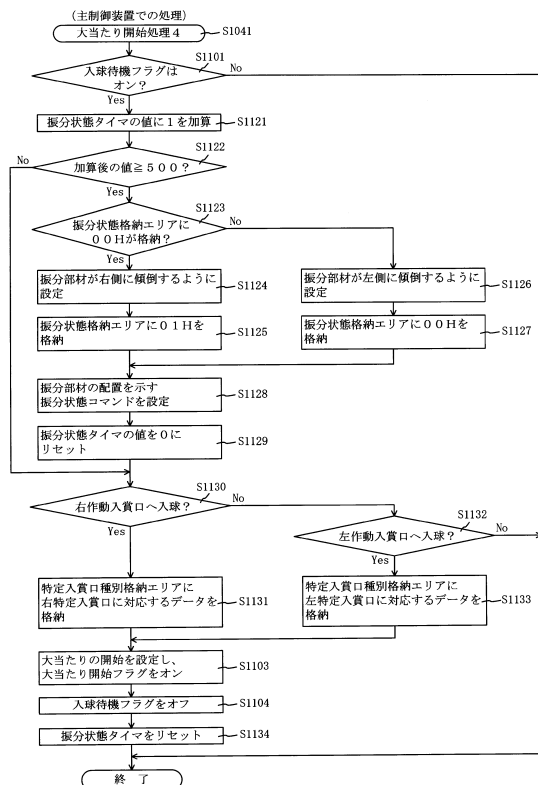 (主制御装置での処理)
大当たり開始処理４
S1041
入球待機フラグは
オン？
S1101
No
Yes
振分状態タイマの値に１を加算
S1121
加算後の値≧５００？
S1122
No
Yes
振分状態格納エリアに
００Ｈが格納？
S1123
No
Yes
振分部材が右側に傾倒するように
設定
S1124
振分部材が左側に傾倒するように
設定
S1126
振分状態格納エリアに０１Ｈを
格納
S1125
振分状態格納エリアに００Ｈを
格納
S1127
振分部材の配置を示す
振分状態コマンドを設定
S1128
振分状態タイマの値を０に
リセット
S1129
右作動入賞口へ入球？
S1130
No
Yes
左作動入賞口へ入球？
S1132
No
Yes
特定入賞口種別格納エリアに
右特定入賞口に対応するデータを
格納
S1131
特定入賞口種別格納エリアに
左特定入賞口に対応するデータを
格納
S1133
大当たりの開始を設定し、
大当たり開始フラグをオン
S1103
入球待機フラグをオフ
S1104
振分状態タイマをリセット
S1134
終 了